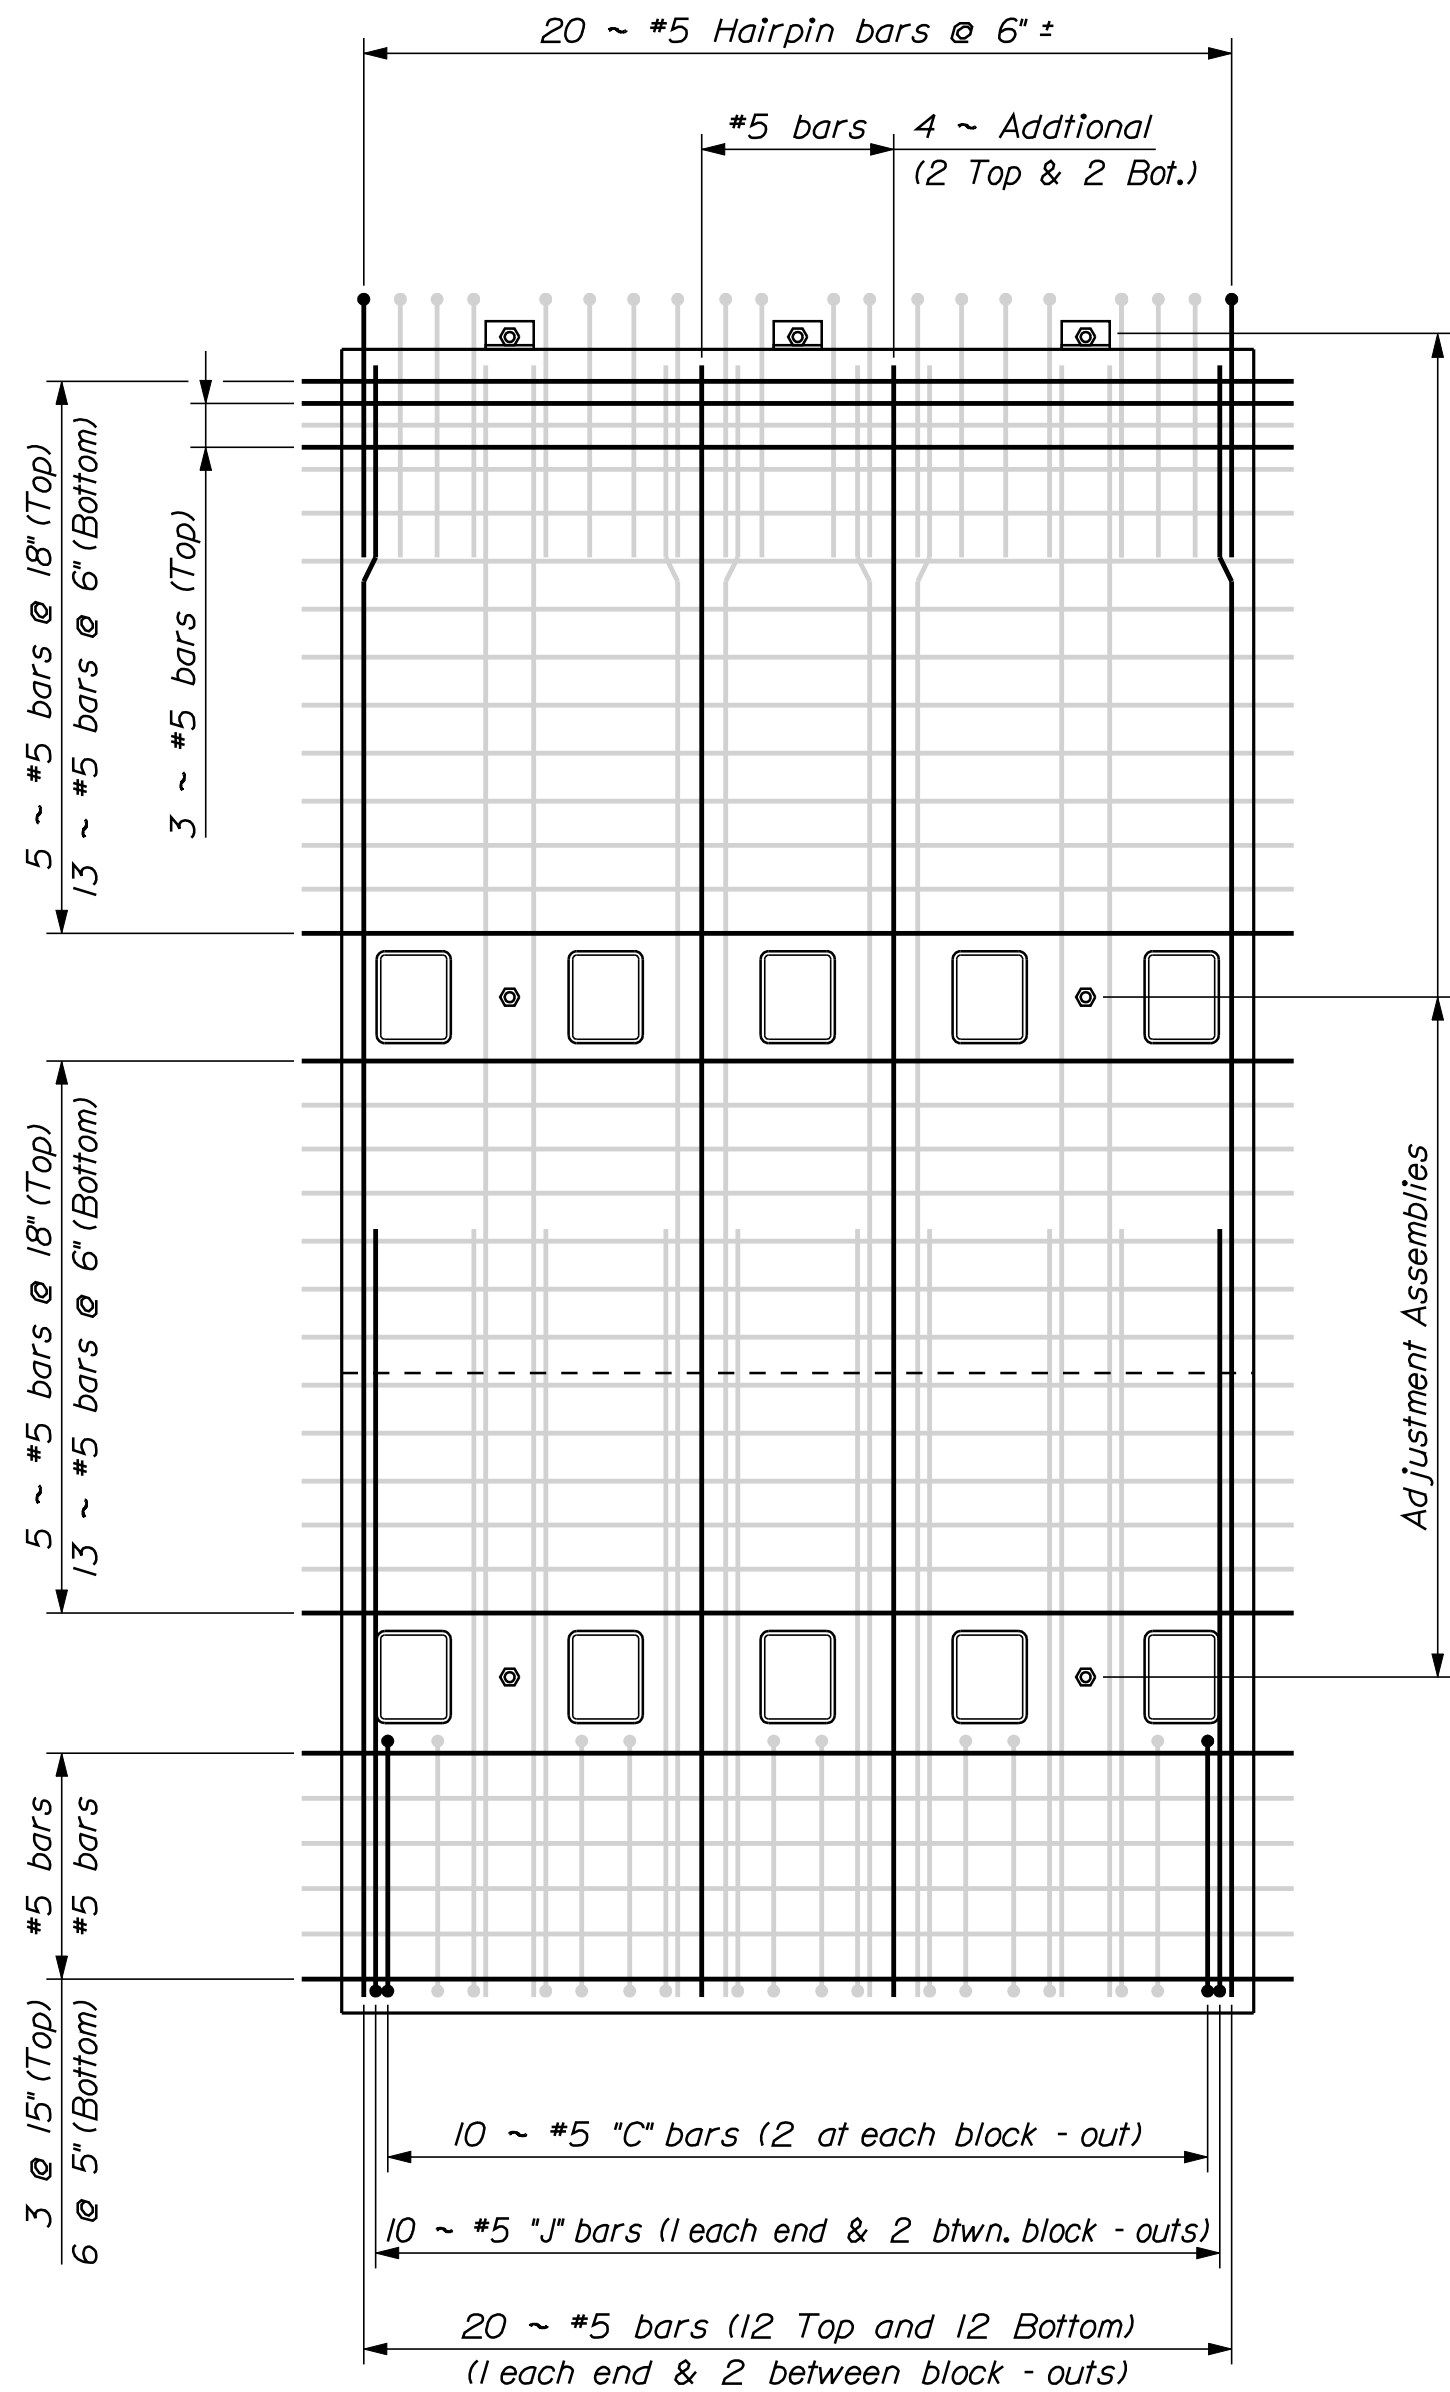 20 ~ #5 Hairpin bars @ 6" ±
#5 bars
4 ~ Addtional
(2 Top & 2 Bot.)
5 ~ #5 bars @ 18" (Top)
13 ~ #5 bars @ 6" (Bottom)
3 ~ #5 bars (Top)
5 ~ #5 bars @ 18" (Top)
13 ~ #5 bars @ 6" (Bottom)
Adjustment Assemblies
3 @ 15" (Top) #5 bars
6 @ 5" (Bottom) #5 bars
10 ~ #5 "C" bars (2 at each block - out)
10 ~ #5 "J" bars (1 each end & 2 btwn. block - outs)
20 ~ #5 bars (12 Top and 12 Bottom)
(1 each end & 2 between block - outs)